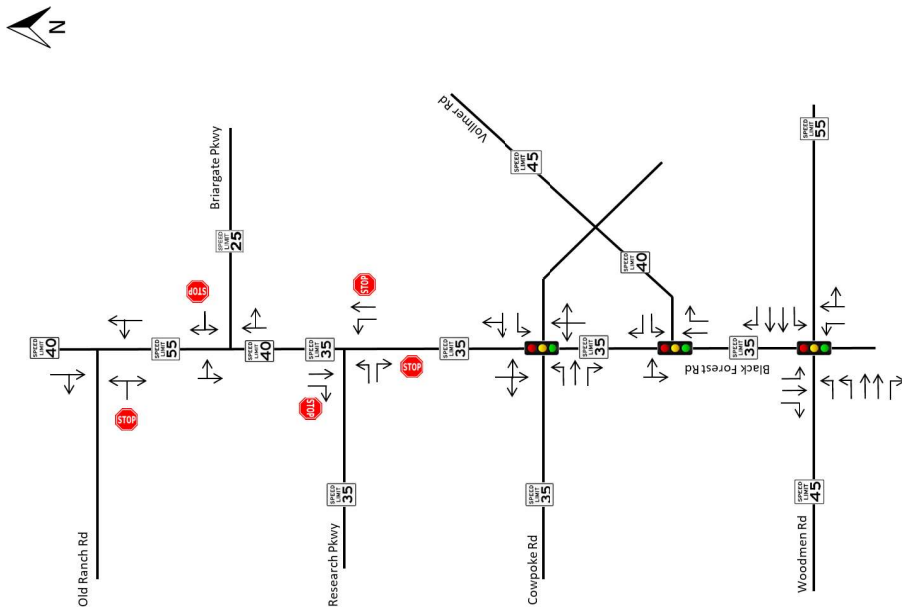 N
Vollmer Rd
Briargate Pkwy
SPEED
LIMIT
45
SPEED
LIMIT
55
SPEED
LIMIT
25
SPEED
LIMIT
40
STOP
STOP
SPEED
LIMIT
40
SPEED
LIMIT
55
SPEED
LIMIT
40
SPEED
LIMIT
35
SPEED
LIMIT
35
SPEED
LIMIT
35
SPEED
LIMIT
35
Black Forest Rd
STOP
STOP
STOP
SPEED
LIMIT
35
SPEED
LIMIT
35
SPEED
LIMIT
45
Old Ranch Rd
Research Pkwy
Cowpoke Rd
Woodmen Rd